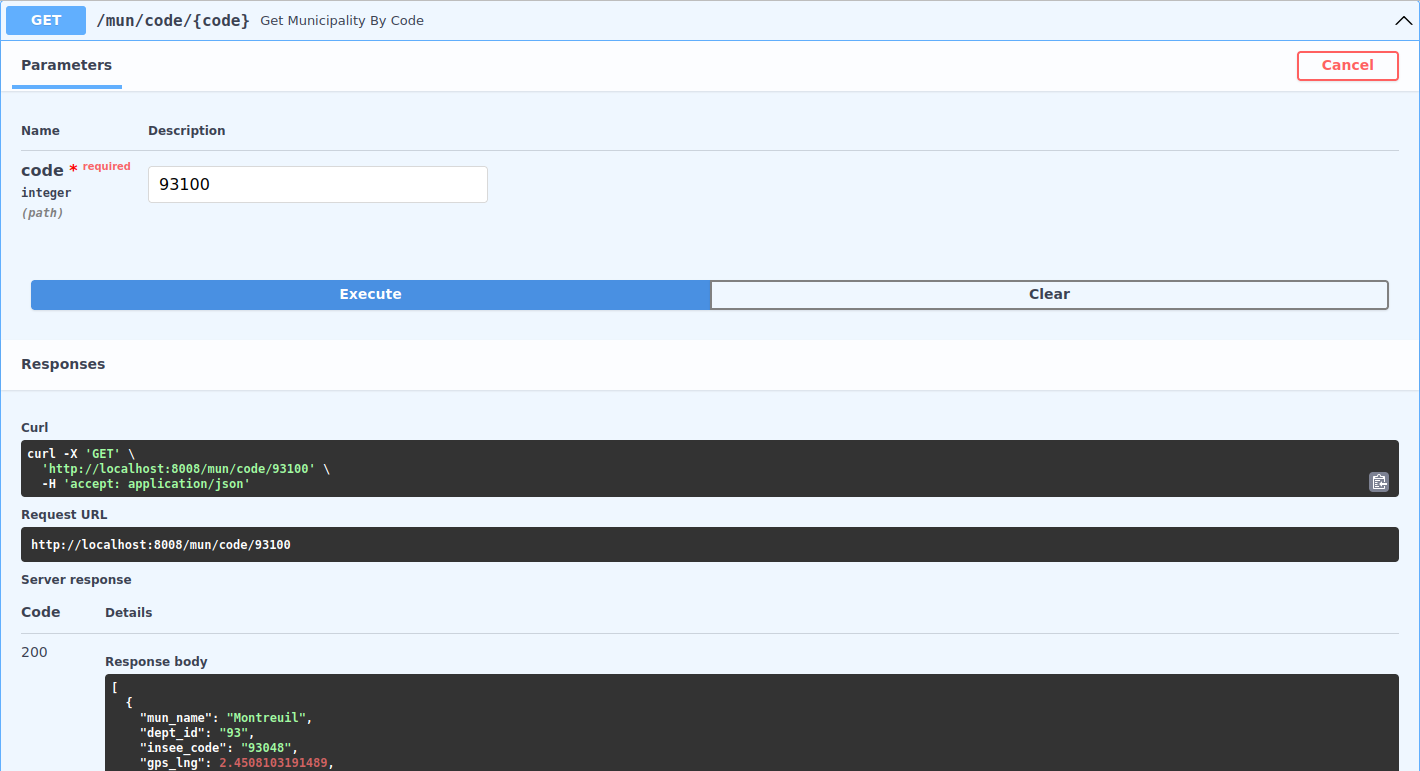 GET /mun/code/{code} Get Municipality By Code
Parameters
Cancel
Name Description
code * required
integer
(path)
93100
Execute Clear
Responses
Curl
curl -X 'GET' \
  'http://localhost:8008/mun/code/93100' \
  -H 'accept: application/json'
Request URL
http://localhost:8008/mun/code/93100
Server response
Code Details
200
Response body
[
  {
    "mun_name": "Montreuil",
    "dept_id": "93",
    "insee_code": "93048",
    "gps_lng": 2.4508103191489,